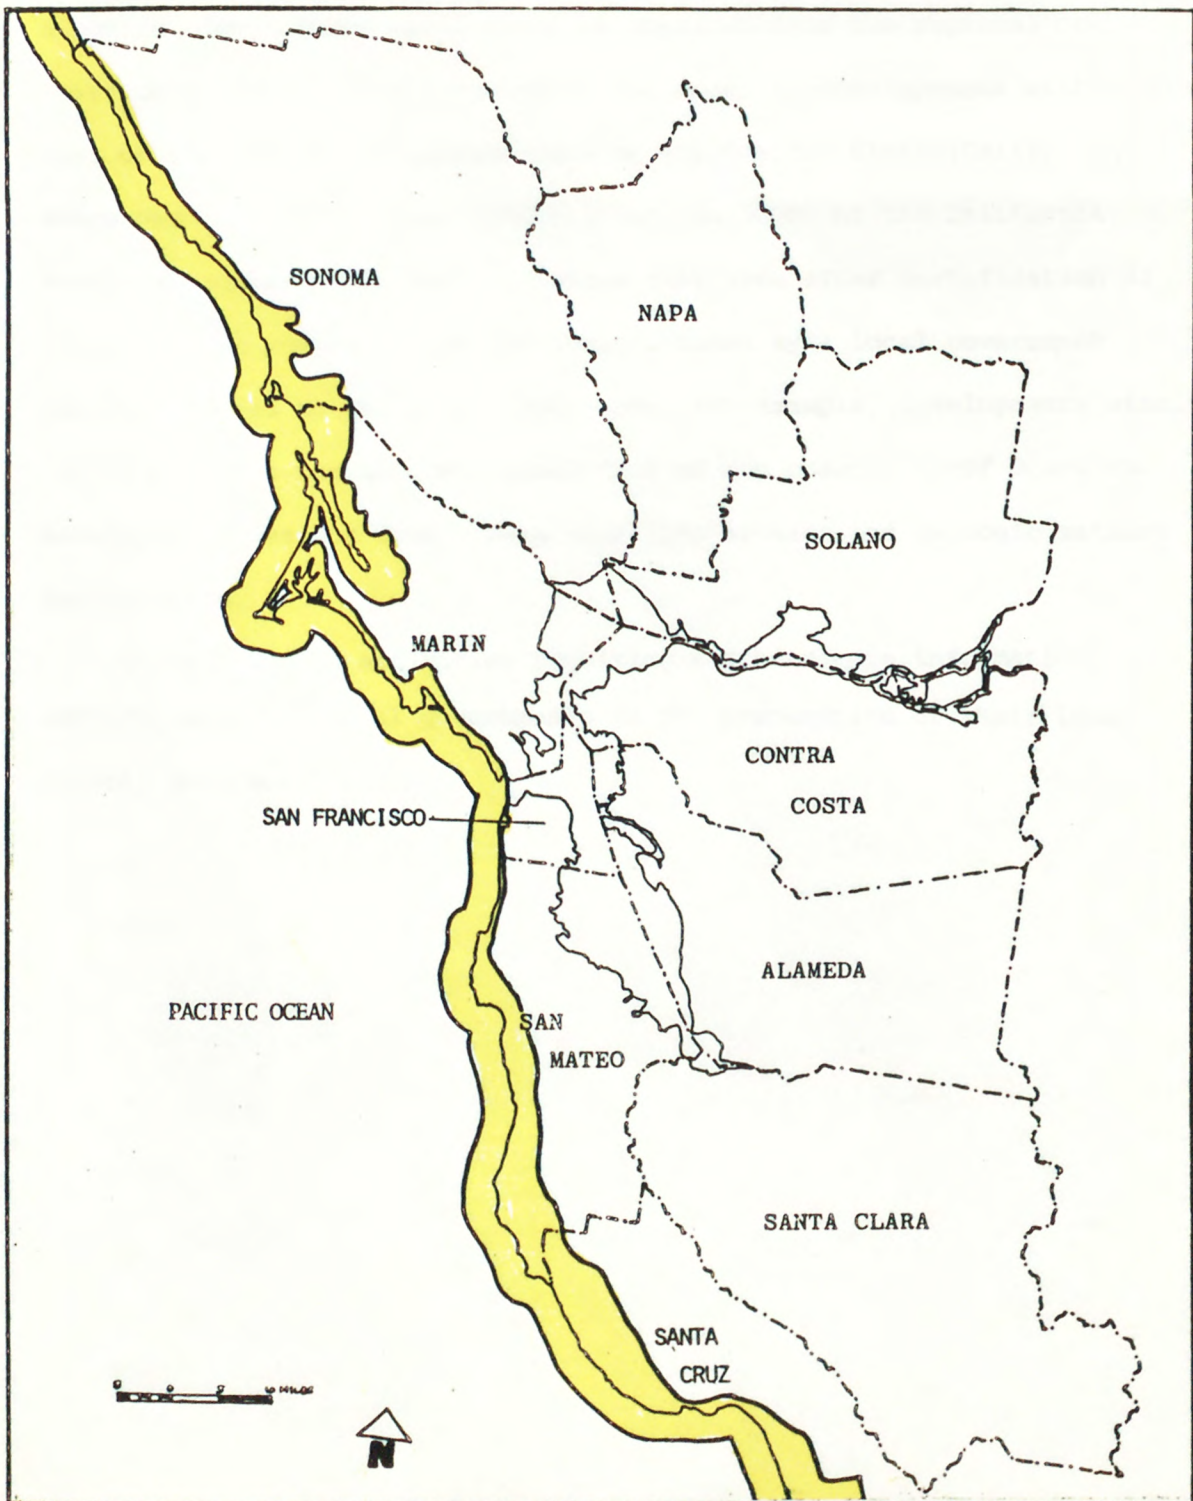 SONOMA
NAPA
SOLANO
MARIN
CONTRA
COSTA
SAN FRANCISCO
ALAMEDA
PACIFIC OCEAN
SAN
MATEO
SANTA CLARA
SANTA
CRUZ
N